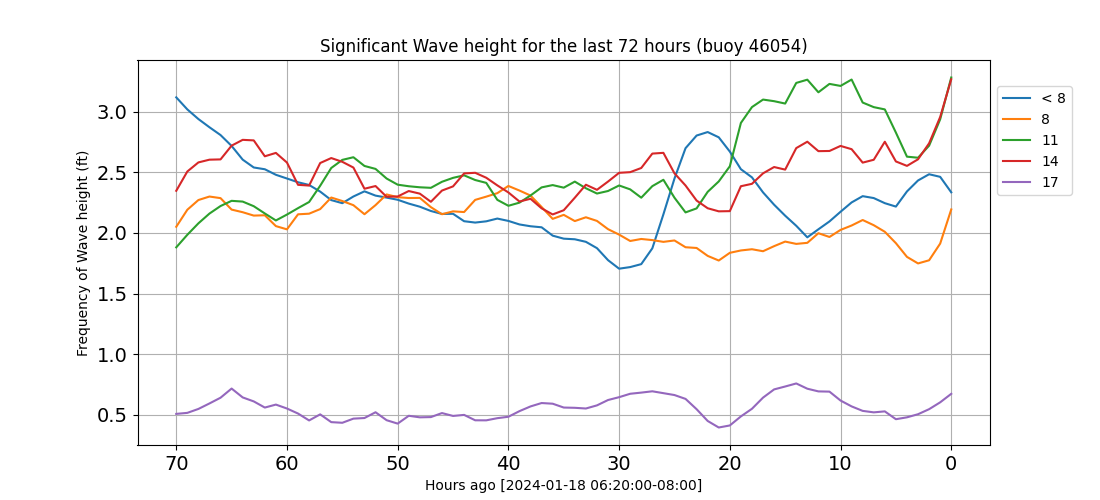 Significant Wave height for the last 72 hours (buoy 46054)
Frequency of Wave height (ft)
3.0
2.5
2.0
1.5
1.0
0.5
70 60 50 40 30 20 10 0
Hours ago [2024-01-18 06:20:00-08:00]
< 8
8
11
14
17